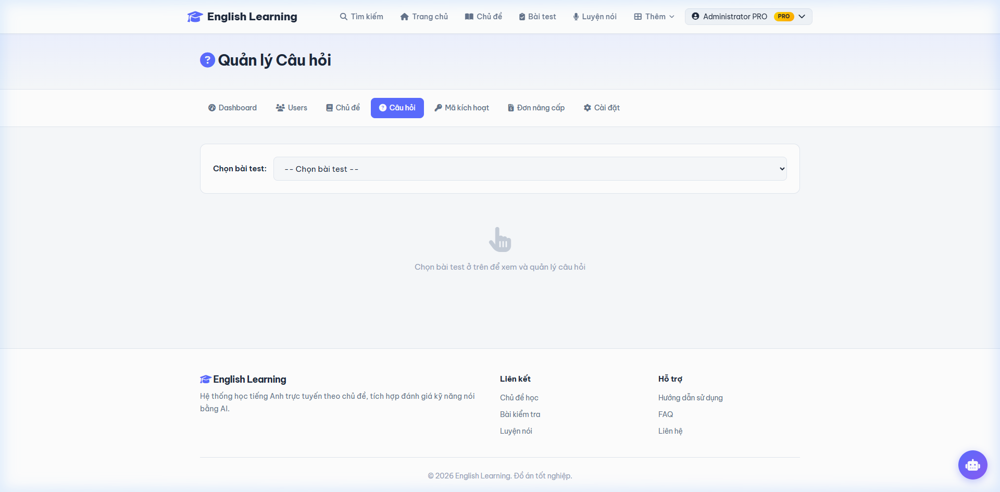 English Learning
Tìm kiếm
Trang chủ
Chủ đề
Bài test
Luyện nói
Thêm
Administrator PRO
PRO
Quản lý Câu hỏi
Dashboard
Users
Chủ đề
Câu hỏi
Mã kích hoạt
Đơn nâng cấp
Cài đặt
Chọn bài test:
-- Chọn bài test --
Chọn bài test ở trên để xem và quản lý câu hỏi
English Learning
Hệ thống học tiếng Anh trực tuyến theo chủ đề, tích hợp đánh giá kỹ năng nói
bằng AI.
Liên kết
Chủ đề học
Bài kiểm tra
Luyện nói
Hỗ trợ
Hướng dẫn sử dụng
FAQ
Liên hệ
© 2026 English Learning. Đồ án tốt nghiệp.